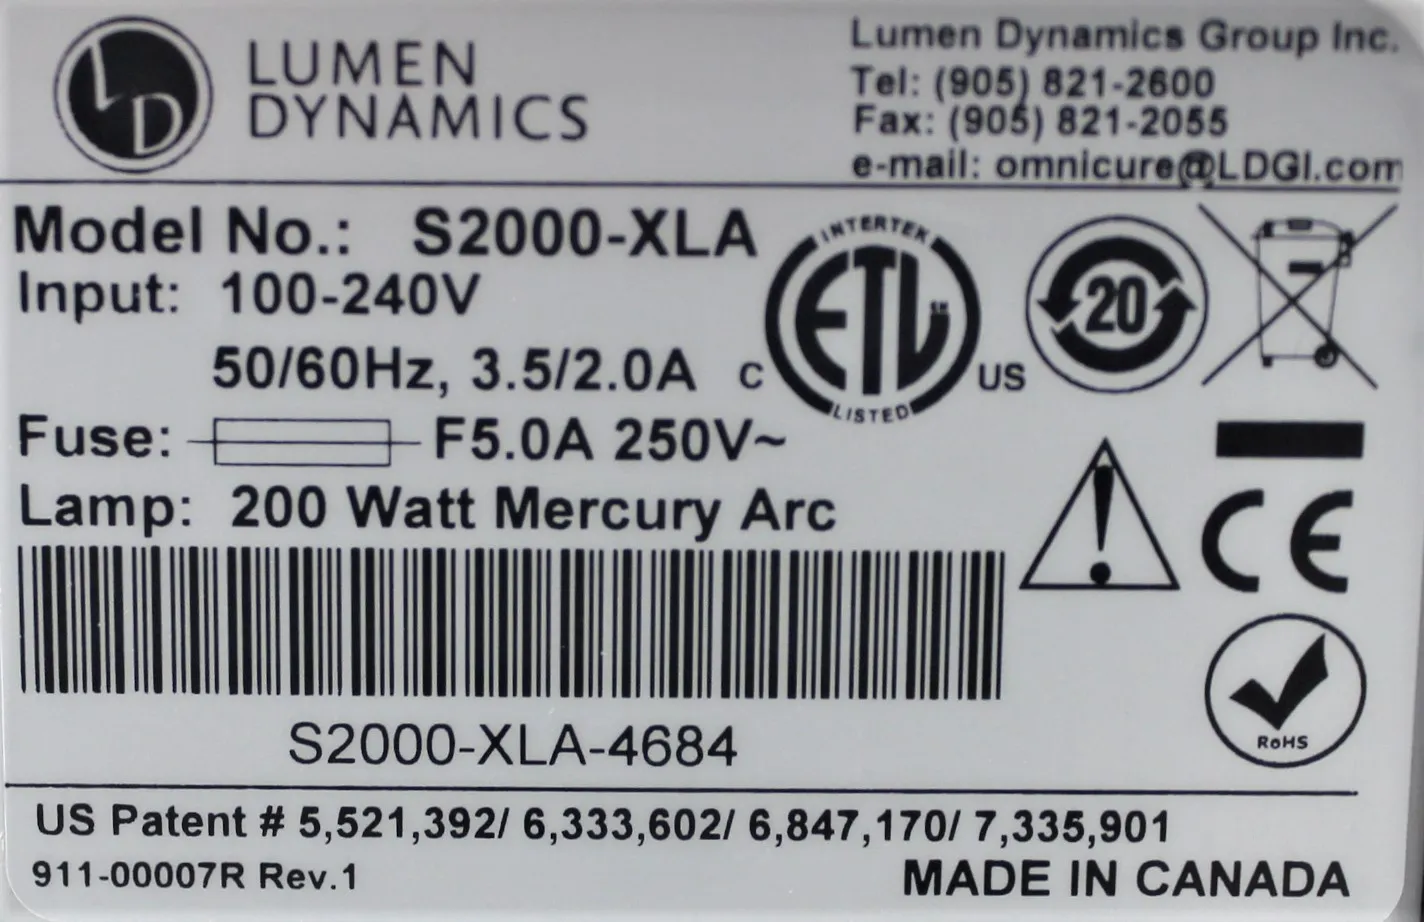 LD
LUMEN
DYNAMICS
Lumen Dynamics Group Inc.
Tel: (905) 821-2600
Fax: (905) 821-2055
e-mail: omnicure@LDGI.com
Model No.: S2000-XLA
Input: 100-240V
50/60Hz, 3.5/2.0A
INTERTEK
C ETL SM US
LISTED
20
Fuse: F5.0A 250V~
Lamp: 200 Watt Mercury Arc
CE
S2000-XLA-4684
RoHS
US Patent # 5,521,392/ 6,333,602/ 6,847,170/ 7,335,901
911-00007R Rev.1
MADE IN CANADA